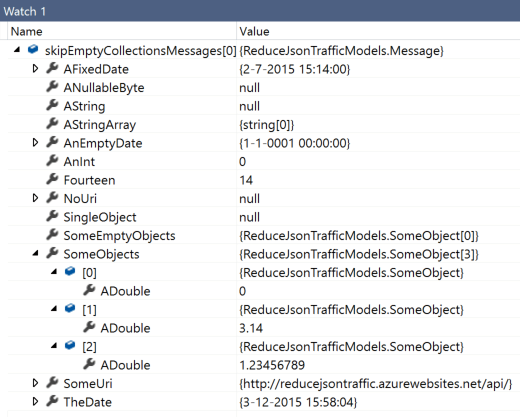 Watch 1
Name Value
skipEmptyCollectionsMessages[0] {ReduceJsonTrafficModels.Message}
AFixedDate {2-7-2015 15:14:00}
ANullableByte null
AString null
AStringArray {string[0]}
AnEmptyDate {1-1-0001 00:00:00}
AnInt 0
Fourteen 14
NoUri null
SingleObject null
SomeEmptyObjects {ReduceJsonTrafficModels.SomeObject[0]}
SomeObjects {ReduceJsonTrafficModels.SomeObject[3]}
[0] {ReduceJsonTrafficModels.SomeObject}
ADouble 0
[1] {ReduceJsonTrafficModels.SomeObject}
ADouble 3.14
[2] {ReduceJsonTrafficModels.SomeObject}
ADouble 1.23456789
SomeUri {http://reducejsontraffic.azurewebsites.net/api/}
TheDate {3-12-2015 15:58:04}